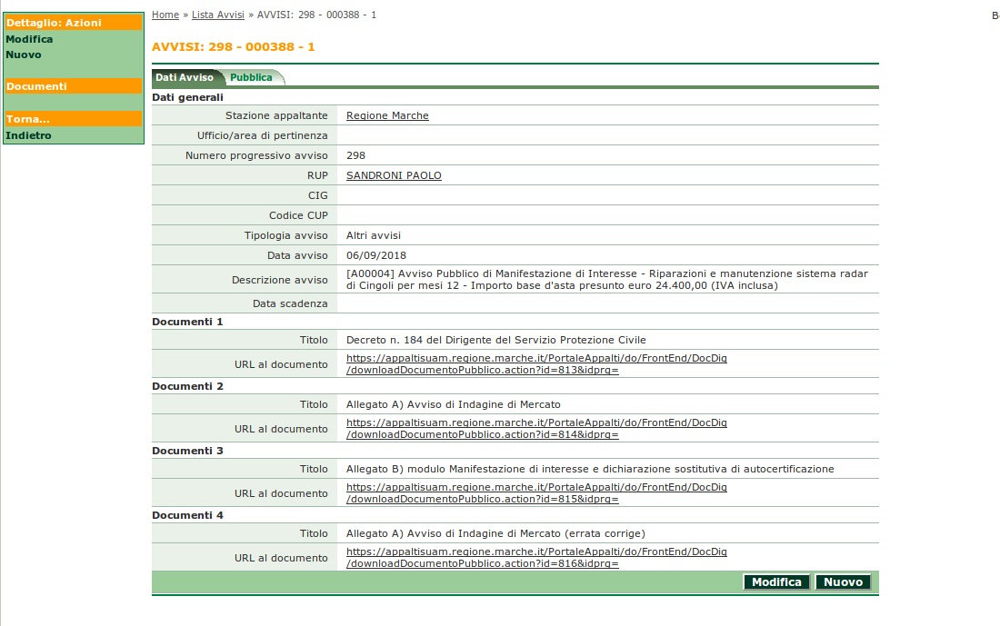 Dettaglio: Azioni
Modifica
Nuovo
Documenti
Torna...
Indietro
Home » Lista Avvisi » AVVISI: 298 - 000388 - 1
B
AVVISI: 298 - 000388 - 1
Dati Avviso Pubblica
Dati generali
Stazione appaltante Regione Marche
Ufficio/area di pertinenza
Numero progressivo avviso 298
RUP SANDRONI PAOLO
CIG
Codice CUP
Tipologia avviso Altri avvisi
Data avviso 06/09/2018
Descrizione avviso [A00004] Avviso Pubblico di Manifestazione di Interesse - Riparazioni e manutenzione sistema radar
di Cingoli per mesi 12 - Importo base d'asta presunto euro 24.400,00 (IVA inclusa)
Data scadenza
Documenti 1
Titolo Decreto n. 184 del Dirigente del Servizio Protezione Civile
URL al documento https://appaltisuam.regione.marche.it/PortaleAppalti/do/FrontEnd/DocDig
/downloadDocumentoPubblico.action?id=813&idprg=
Documenti 2
Titolo Allegato A) Avviso di Indagine di Mercato
URL al documento https://appaltisuam.regione.marche.it/PortaleAppalti/do/FrontEnd/DocDig
/downloadDocumentoPubblico.action?id=814&idprg=
Documenti 3
Titolo Allegato B) modulo Manifestazione di interesse e dichiarazione sostitutiva di autocertificazione
URL al documento https://appaltisuam.regione.marche.it/PortaleAppalti/do/FrontEnd/DocDig
/downloadDocumentoPubblico.action?id=815&idprg=
Documenti 4
Titolo Allegato A) Avviso di Indagine di Mercato (errata corrige)
URL al documento https://appaltisuam.regione.marche.it/PortaleAppalti/do/FrontEnd/DocDig
/downloadDocumentoPubblico.action?id=816&idprg=
Modifica Nuovo